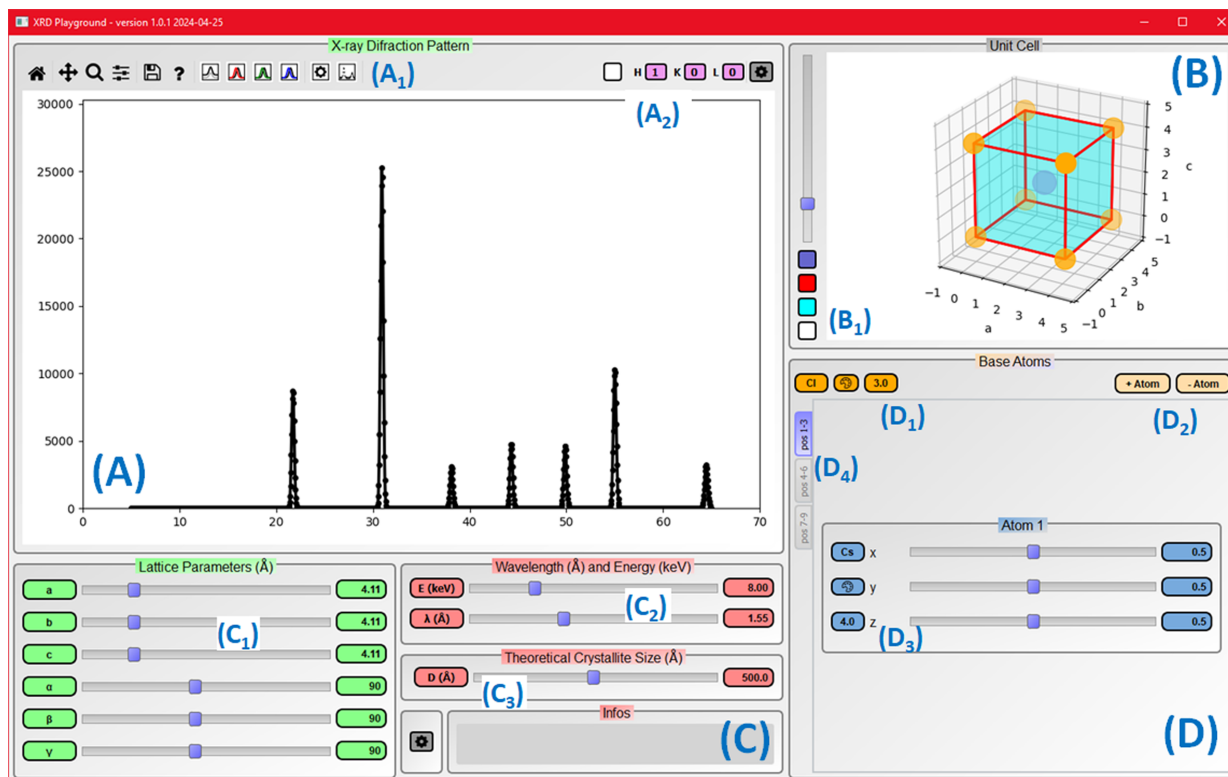 XRD Playground - version 1.0.1 2024-04-25
X-ray Difraction Pattern
? (A1) H 1 K 0 L 0
(A2)
30000
25000
20000
15000
10000
5000
0
(A)
0 10 20 30 40 50 60 70
Unit Cell
(B)
5
4
3
2
1
0
−1
c
−1 0 1 2 3 4 5
a
−1 0 1 2 3 4 5
b
(B1)
Base Atoms
Cl 3.0 + Atom - Atom
(D1) (D2)
pos 1-3
pos 4-6
pos 7-9
(D4)
Atom 1
Cs x 0.5
y 0.5
4.0 z 0.5
(D3)
(D)
Lattice Parameters (Å)
a 4.11
b 4.11
c 4.11
α 90
β 90
γ 90
(C1)
Wavelength (Å) and Energy (keV)
E (keV) 8.00
λ (Å) 1.55
(C2)
Theoretical Crystallite Size (Å)
D (Å) 500.0
(C3)
Infos
(C)